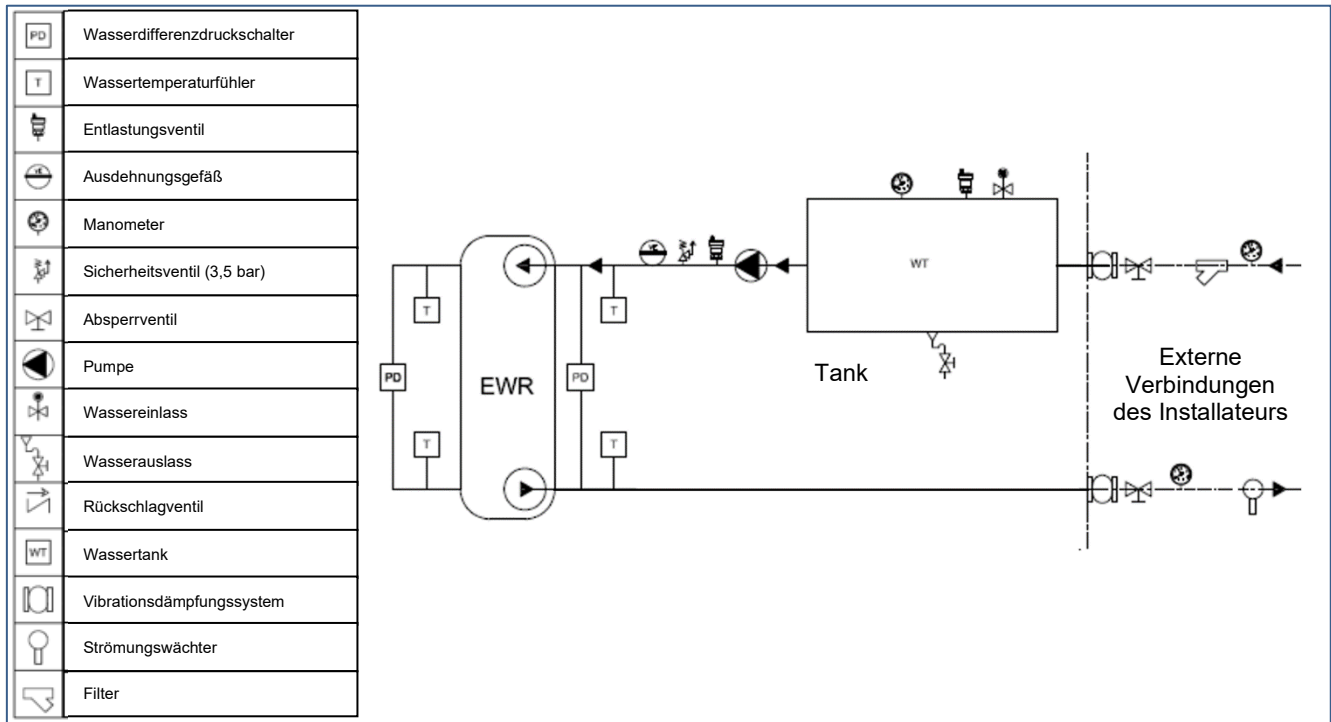 PD Wasserdifferenzdruckschalter
T Wassertemperaturfühler
Entlastungsventil
Ausdehnungsgefäß
Manometer
Sicherheitsventil (3,5 bar)
Absperrventil
Pumpe
Wassereinlass
Wasserauslass
Rückschlagventil
WT Wassertank
Vibrationsdämpfungssystem
Strömungswächter
Filter
WT
T
T
PD
EWR
PD
T
T
Tank
Externe
Verbindungen
des Installateurs